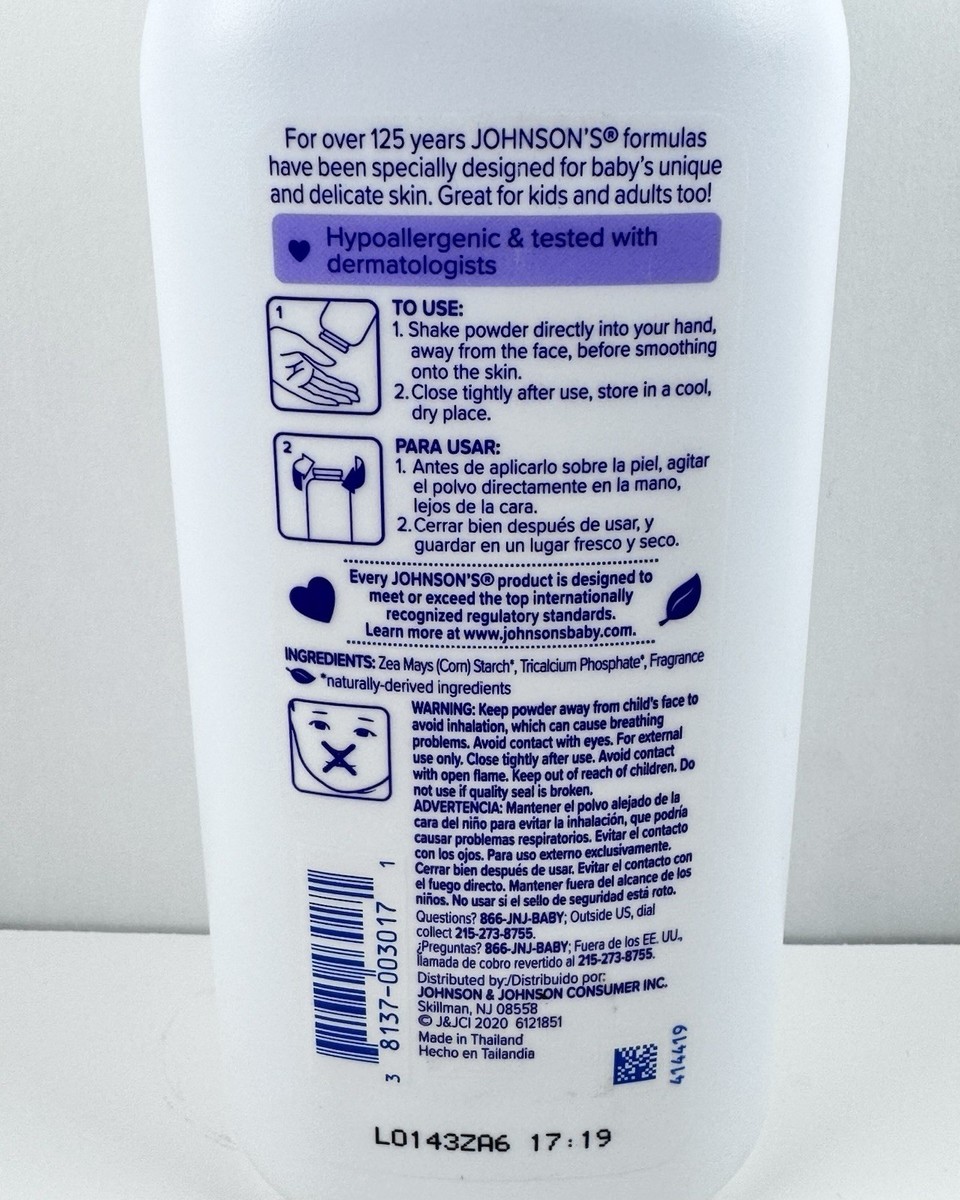 For over 125 years JOHNSON'S® formulas
have been specially designed for baby's unique
and delicate skin. Great for kids and adults too!
Hypoallergenic & tested with
dermatologists
1
TO USE:
1. Shake powder directly into your hand,
away from the face, before smoothing
onto the skin.
2. Close tightly after use, store in a cool,
dry place.
2
PARA USAR:
1. Antes de aplicarlo sobre la piel, agitar
el polvo directamente en la mano,
lejos de la cara.
2. Cerrar bien después de usar, y
guardar en un lugar fresco y seco.
Every JOHNSON'S® product is designed to
meet or exceed the top internationally
recognized regulatory standards.
Learn more at www.johnsonsbaby.com.
INGREDIENTS: Zea Mays (Corn) Starch*, Tricalcium Phosphate*, Fragrance
*naturally-derived ingredients
WARNING: Keep powder away from child's face to
avoid inhalation, which can cause breathing
problems. Avoid contact with eyes. For external
use only. Close tightly after use. Avoid contact
with open flame. Keep out of reach of children. Do
not use if quality seal is broken.
ADVERTENCIA: Mantener el polvo alejado de la
cara del niño para evitar la inhalación, que podría
causar problemas respiratorios. Evitar el contacto
con los ojos. Para uso externo exclusivamente.
Cerrar bien después de usar. Evitar el contacto con
el fuego directo. Mantener fuera del alcance de los
niños. No usar si el sello de seguridad está roto.
Questions? 866-JNJ-BABY; Outside US, dial
collect 215-273-8755.
¿Preguntas? 866-JNJ-BABY; Fuera de los EE. UU.,
llamada de cobro revertido al 215-273-8755.
Distributed by:/Distribuido por:
JOHNSON & JOHNSON CONSUMER INC.
Skillman, NJ 08558
© J&JCI 2020 6121851
Made in Thailand
Hecho en Tailandia
3 8137-003017 1
414419
L0143ZA6 17:19